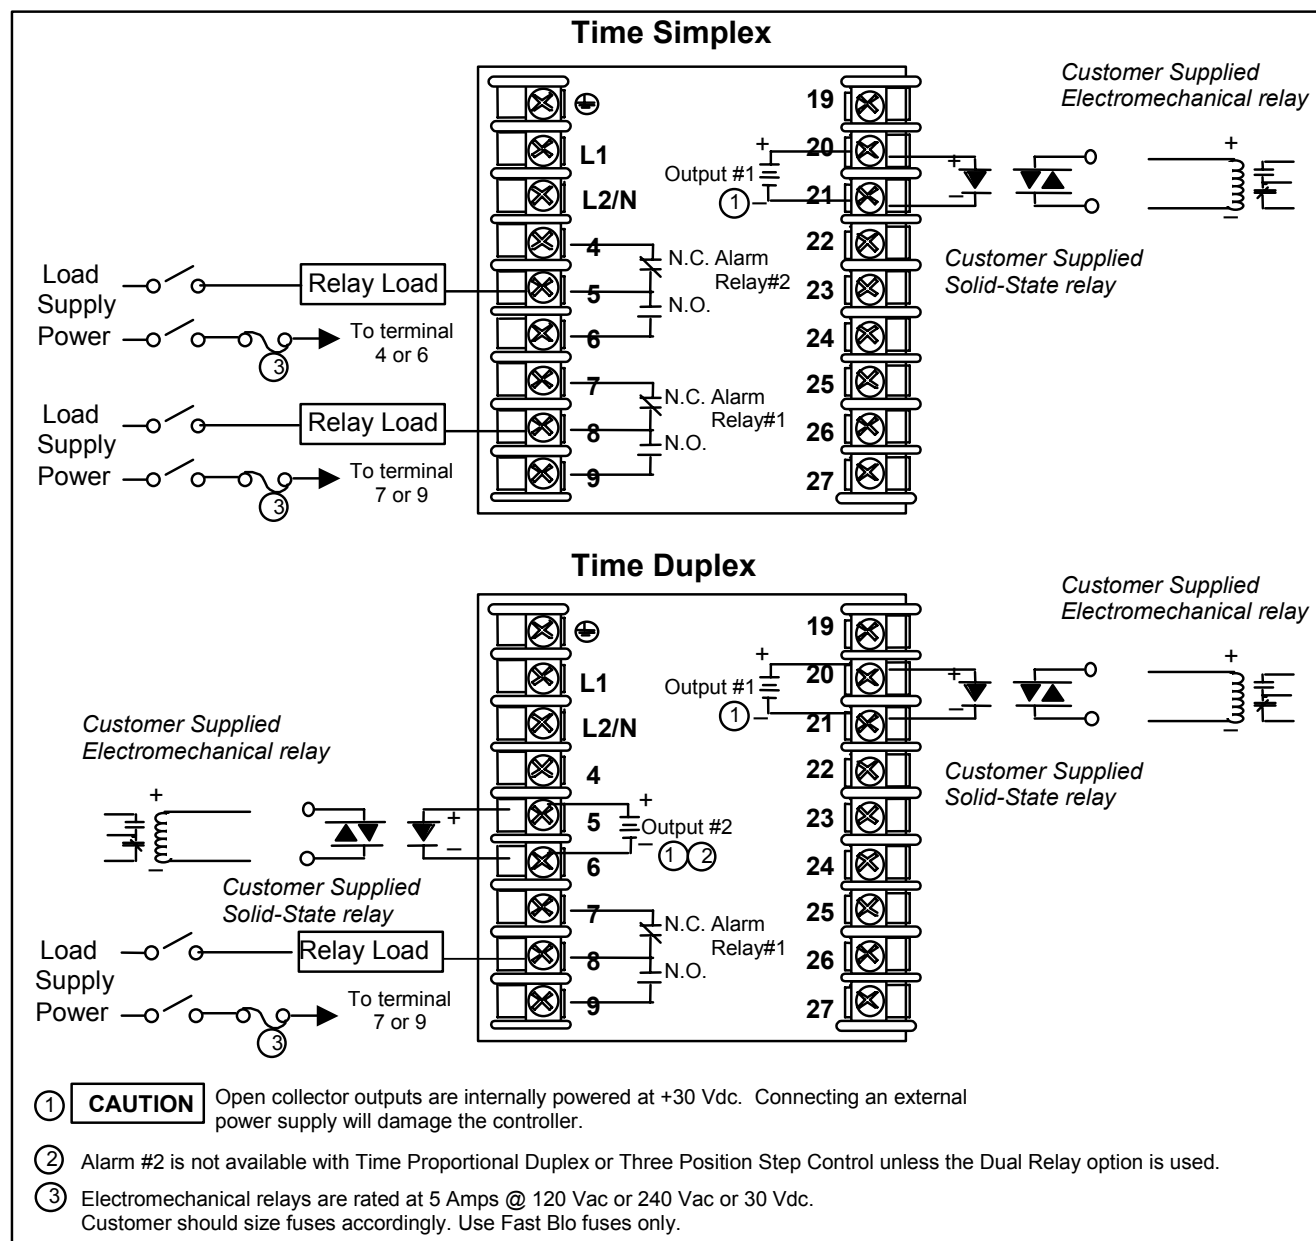 Time Simplex
Customer Supplied
Electromechanical relay
19
L1
+
20
+
+
Output #1
L2/N
1
–
21
–
–
4
22
N.C. Alarm
Relay#2
Customer Supplied
Solid-State relay
Load
Supply
Power
Relay Load
5
23
N.O.
To terminal
4 or 6
3
6
24
7
25
N.C. Alarm
Relay#1
Load
Supply
Power
Relay Load
8
26
N.O.
To terminal
7 or 9
3
9
27
Time Duplex
Customer Supplied
Electromechanical relay
19
L1
+
20
+
+
Output #1
Customer Supplied
Electromechanical relay
L2/N
1
–
21
–
–
4
22
Customer Supplied
Solid-State relay
+
+
5
+
Output #2
23
–
–
6
–
1 2
24
Customer Supplied
Solid-State relay
7
25
N.C. Alarm
Relay#1
Load
Supply
Power
Relay Load
8
26
N.O.
To terminal
7 or 9
3
9
27
1 CAUTION Open collector outputs are internally powered at +30 Vdc. Connecting an external
power supply will damage the controller.
2 Alarm #2 is not available with Time Proportional Duplex or Three Position Step Control unless the Dual Relay option is used.
3 Electromechanical relays are rated at 5 Amps @ 120 Vac or 240 Vac or 30 Vdc.
Customer should size fuses accordingly. Use Fast Blo fuses only.